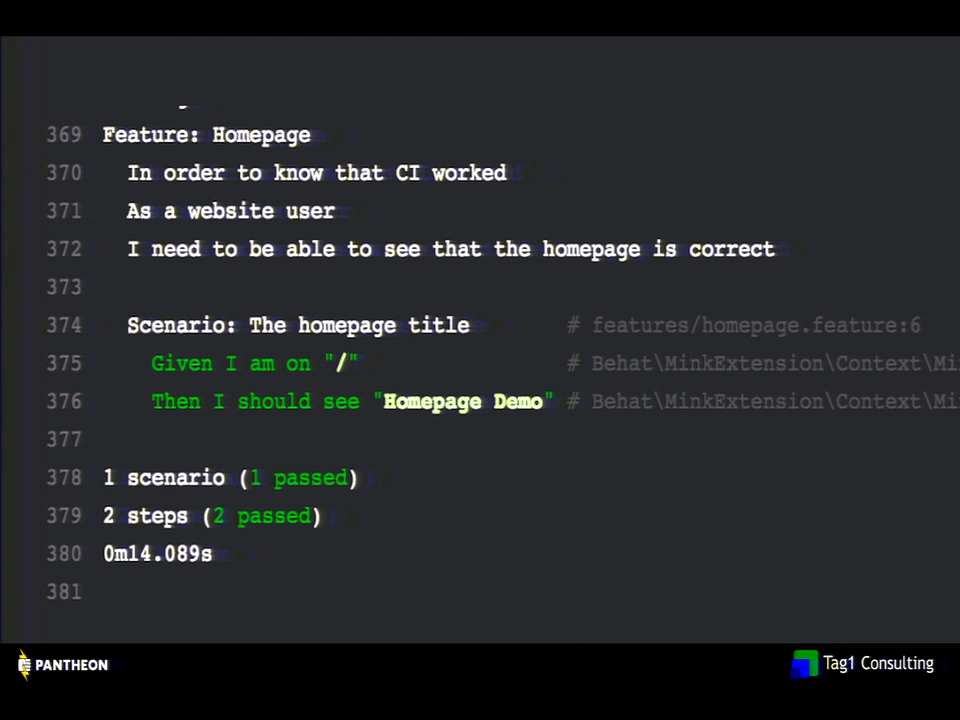 369 Feature: Homepage
370 In order to know that CI worked
371 As a website user
372 I need to be able to see that the homepage is correct
373
374 Scenario: The homepage title # features/homepage.feature:6
375 Given I am on "/" # Behat\MinkExtension\Context\Mi
376 Then I should see "Homepage Demo" # Behat\MinkExtension\Context\Mi
377
378 1 scenario (1 passed)
379 2 steps (2 passed)
380 0m14.089s
381
PANTHEON
Tag1 Consulting